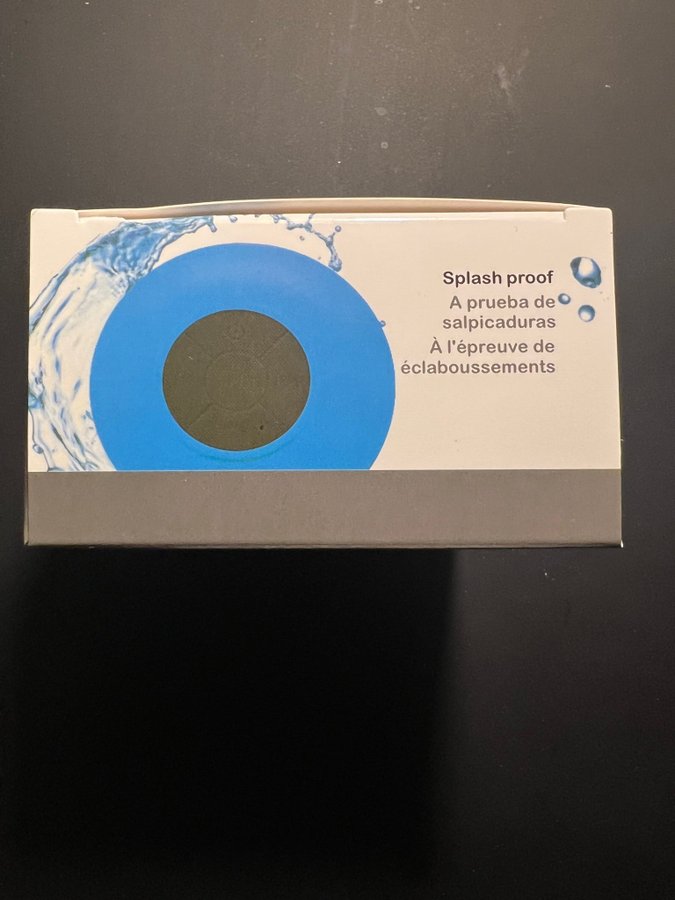 Splash proof
A prueba de
salpicaduras
À l'épreuve de
éclaboussements